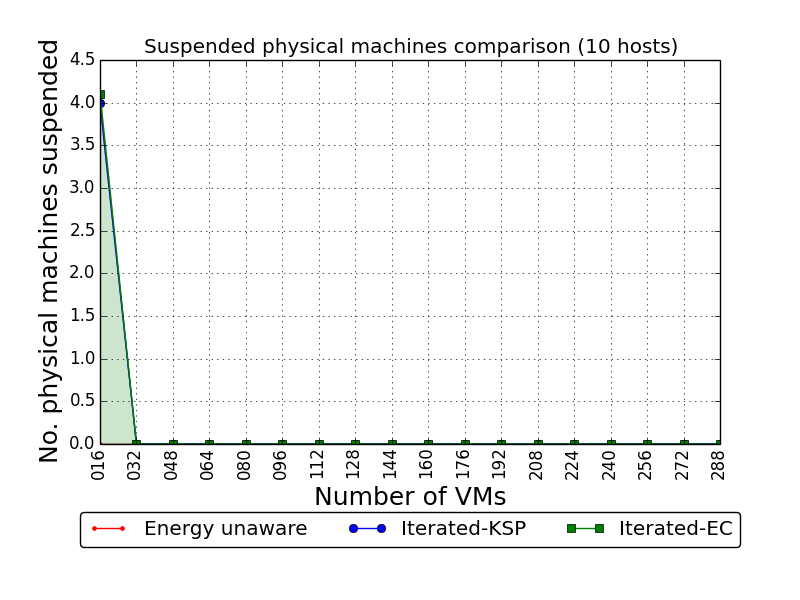 Suspended physical machines comparison (10 hosts)
No. physical machines suspended
4.5
4.0
3.5
3.0
2.5
2.0
1.5
1.0
0.5
0.0
016 032 048 064 080 096 112 128 144 160 176 192 208 224 240 256 272 288
Number of VMs
Energy unaware Iterated-KSP Iterated-EC